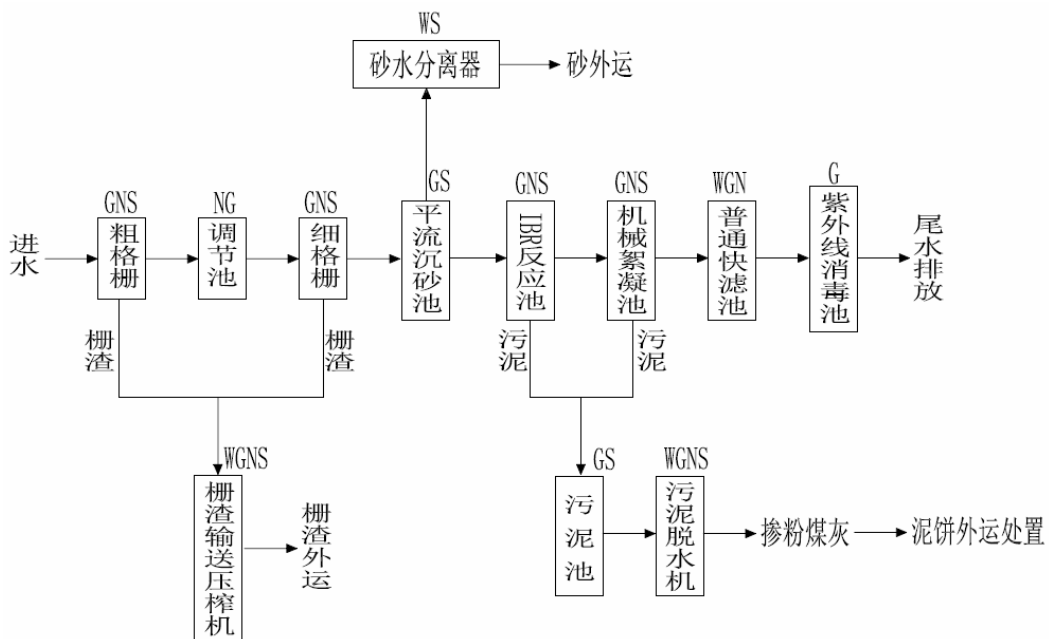 WS
砂水分离器
砂外运
GNS
NG
GNS
GS
GNS
GNS
WGN
G
进水
粗格栅
调节池
细格栅
平流沉砂池
IBR反应池
机械絮凝池
普通快滤池
紫外线消毒池
尾水排放
栅渣
栅渣
污泥
污泥
WGNS
GS
WGNS
栅渣输送压榨机
栅渣外运
污泥池
污泥脱水机
掺粉煤灰
泥饼外运处置